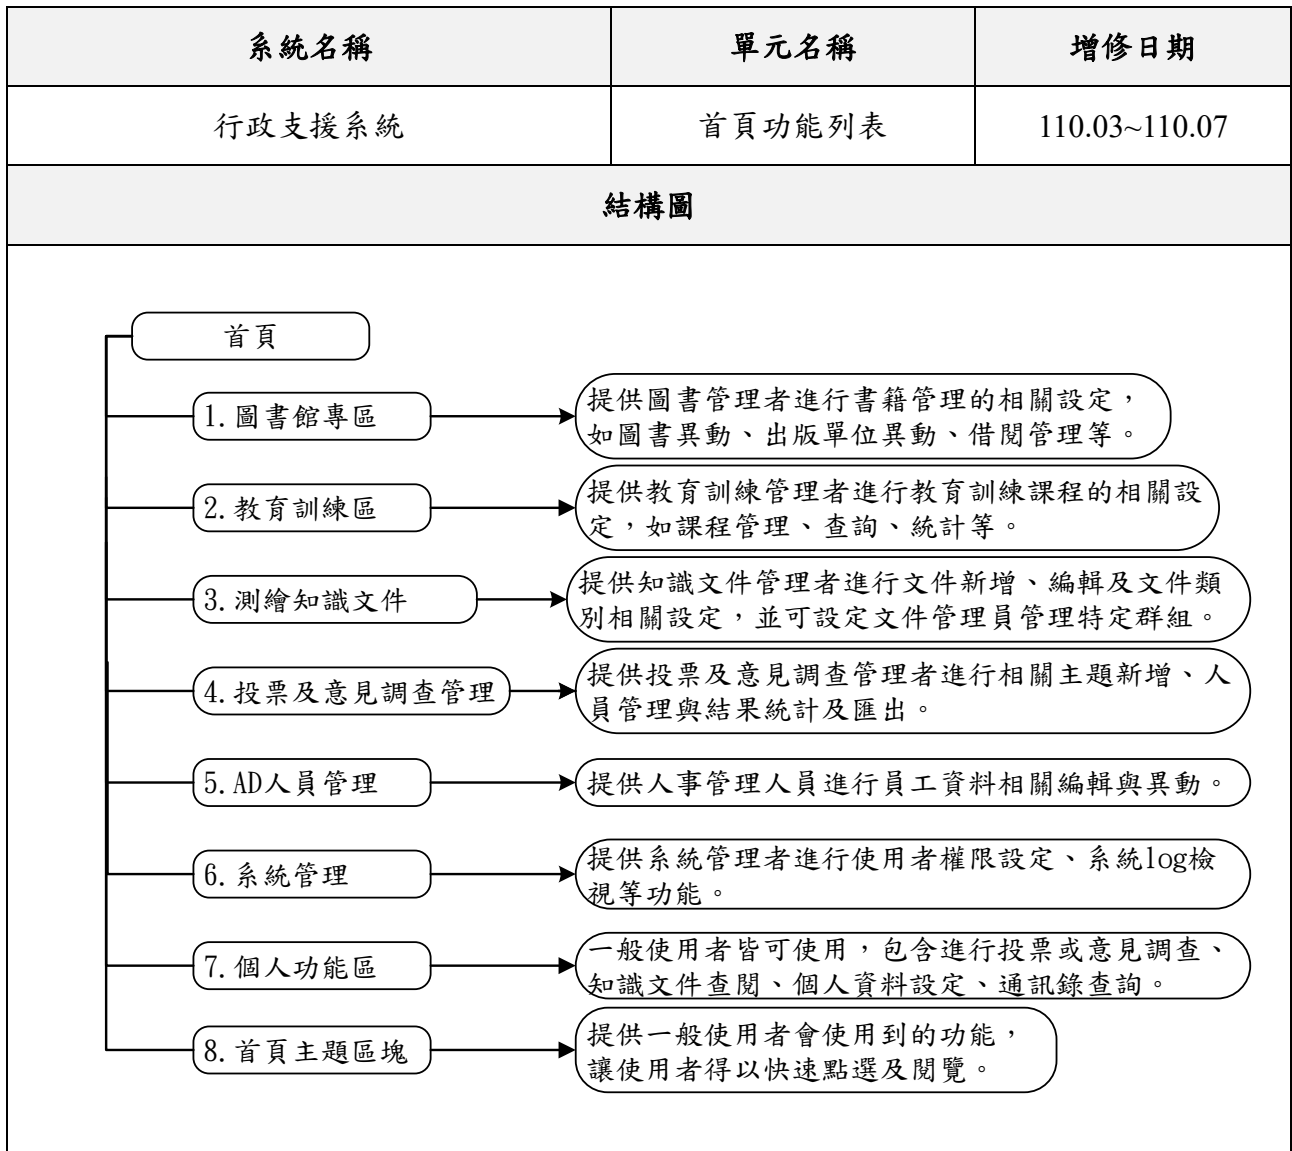 系統名稱 單元名稱 增修日期
行政支援系統 首頁功能列表 110.03~110.07
結構圖
首頁
1.圖書館專區
提供圖書管理者進行書籍管理的相關設定，
如圖書異動、出版單位異動、借閱管理等。
2.教育訓練區
提供教育訓練管理者進行教育訓練課程的相關設
定，如課程管理、查詢、統計等。
3.測繪知識文件
提供知識文件管理者進行文件新增、編輯及文件類
別相關設定，並可設定文件管理員管理特定群組。
4.投票及意見調查管理
提供投票及意見調查管理者進行相關主題新增、人
員管理與結果統計及匯出。
5.AD人員管理
提供人事管理人員進行員工資料相關編輯與異動。
6.系統管理
提供系統管理者進行使用者權限設定、系統log檢
視等功能。
7.個人功能區
一般使用者皆可使用，包含進行投票或意見調查、
知識文件查閱、個人資料設定、通訊錄查詢。
8.首頁主題區塊
提供一般使用者會使用到的功能，
讓使用者得以快速點選及閱覽。